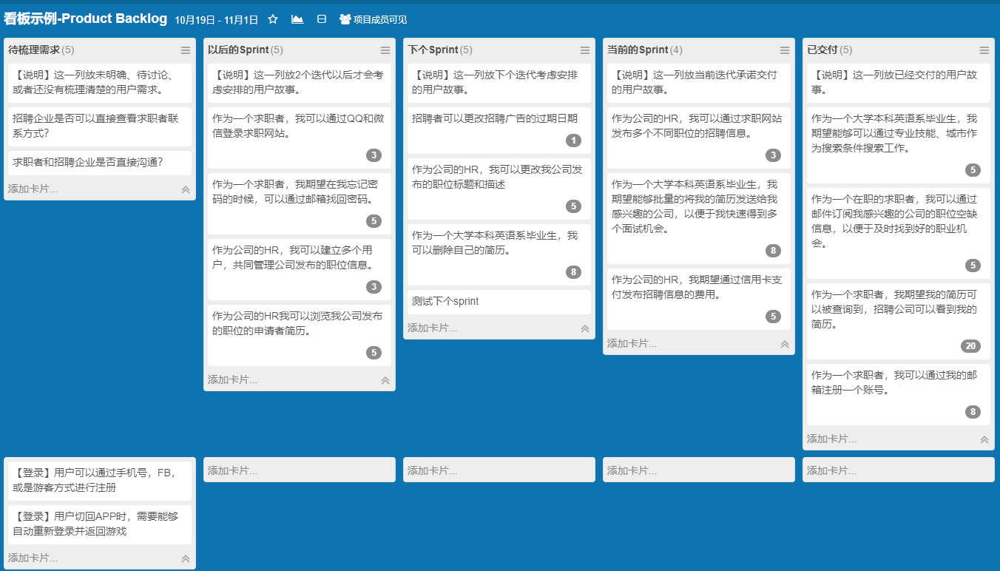 看板示例-Product Backlog 10月19日 - 11月1日 项目成员可见
待梳理需求(5)
【说明】这一列放未明确、待讨论、
或者还没有梳理清楚的用户需求。
招聘企业是否可以直接查看求职者联
系方式?
求职者和招聘企业是否直接沟通?
添加卡片...
以后的Sprint(5)
【说明】这一列放2个迭代以后才会考
虑安排的用户故事。
作为一个求职者，我可以通过QQ和微
信登录求职网站。
3
作为一个求职者，我期望在我忘记密
码的时候，可以通过邮箱找回密码。
5
作为公司的HR，我可以建立多个用
户，共同管理公司发布的职位信息。
3
作为公司的HR我可以浏览我公司发布
的职位的申请者简历。
5
添加卡片...
下个Sprint(5)
【说明】这一列放下个迭代考虑安排
的用户故事。
招聘者可以更改招聘广告的过期日期
1
作为公司的HR，我可以更改我公司发
布的职位标题和描述
5
作为一个大学本科英语系毕业生，我
可以删除自己的简历。
8
测试下个sprint
添加卡片...
当前的Sprint(4)
【说明】这一列放当前迭代承诺交付
的用户故事。
作为公司的HR，我可以通过求职网站
发布多个不同职位的招聘信息。
3
作为一个大学本科英语系毕业生，我
期望能够批量的将我的简历发送给我
感兴趣的公司，以便于我快速得到多
个面试机会。
8
作为公司的HR，我期望通过信用卡支
付发布招聘信息的费用。
5
添加卡片...
已交付(5)
【说明】这一列放已经交付的用户故
事。
作为一个大学本科英语系毕业生，我
期望能够可以通过专业技能、城市作
为搜索条件搜索工作。
5
作为一个在职的求职者，我可以通过
邮件订阅我感兴趣的公司的职位空缺
信息，以便于及时找到好的职业机
会。
5
作为一个求职者，我期望我的简历可
以被查询到，招聘公司可以看到我的
简历。
20
作为一个求职者，我可以通过我的邮
箱注册一个账号。
8
添加卡片...
【登录】用户可以通过手机号，FB，
或是游客方式进行注册
【登录】用户切回APP时，需要能够
自动重新登录并返回游戏
添加卡片...
添加卡片...
添加卡片...
添加卡片...
添加卡片...